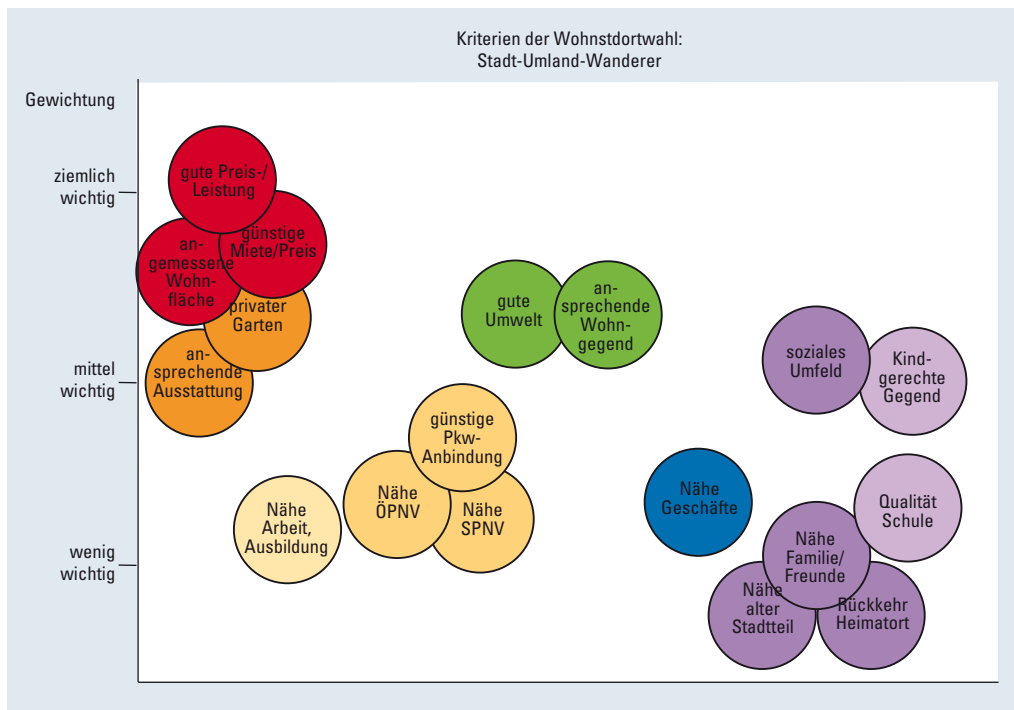 Kriterien der Wohnstdortwahl:
Stadt-Umland-Wanderer
Gewichtung
ziemlich
wichtig
mittel
wichtig
wenig
wichtig
gute Preis-/
Leistung
günstige
Miete/Preis
an-
gemessene
Wohn-
fläche
privater
Garten
an-
sprechende
Ausstattung
gute
Umwelt
an-
sprechende
Wohn-
gegend
soziales
Umfeld
Kind-
gerechte
Gegend
günstige
Pkw-
Anbindung
Nähe
ÖPNV
Nähe
SPNV
Nähe
Arbeit,
Ausbildung
Nähe
Geschäfte
Qualität
Schule
Nähe
Familie/
Freunde
Nähe
alter
Stadtteil
Rückkehr
Heimatort